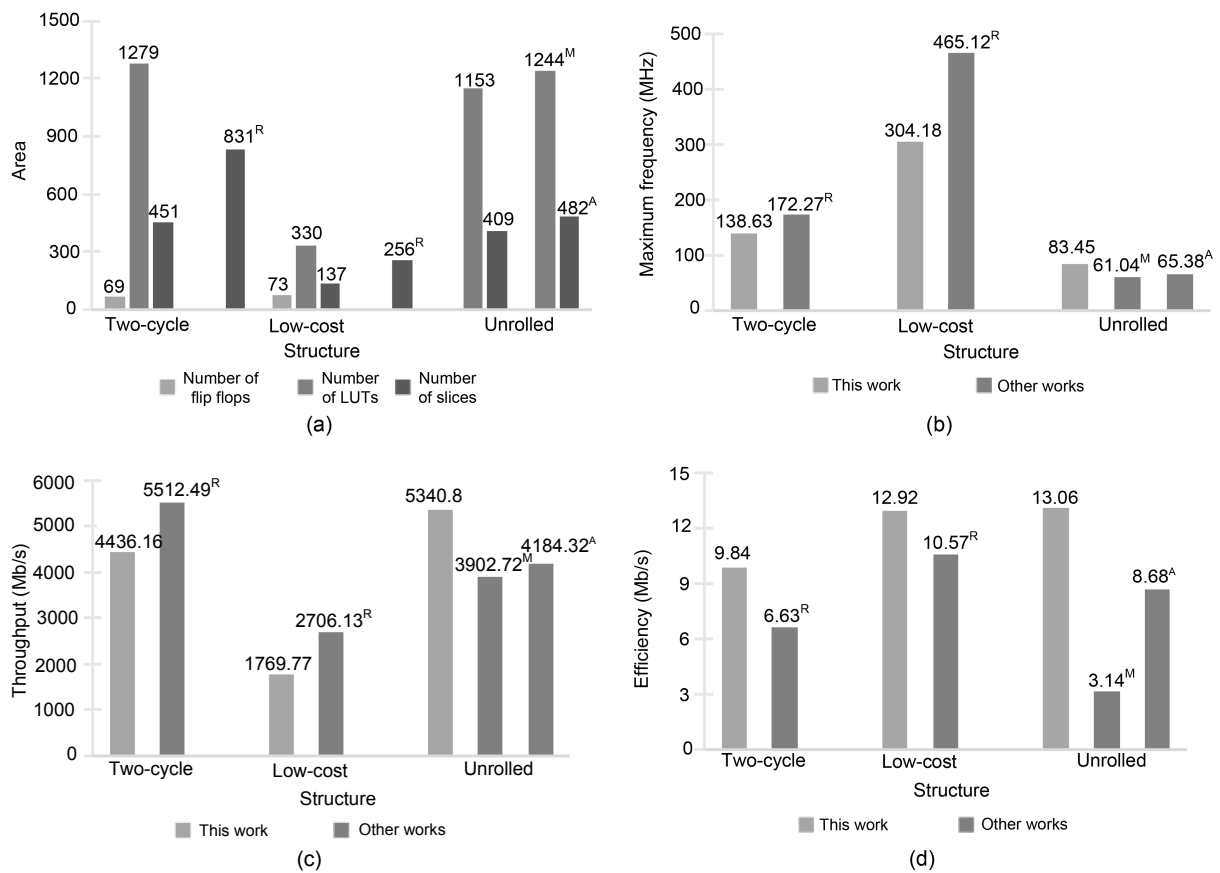 1500
1200
900
600
300
0
Area
1279
69
451
831R
330
73
137
256R
1153
409
1244M
482A
Two-cycle
Low-cost
Unrolled
Structure
Number of flip flops
Number of LUTs
Number of slices
(a)
500
400
300
200
100
0
Maximum frequency (MHz)
138.63
172.27R
304.18
465.12R
83.45
61.04M
65.38A
Two-cycle
Low-cost
Unrolled
Structure
This work
Other works
(b)
6000
5000
4000
3000
2000
1000
0
Throughput (Mb/s)
4436.16
5512.49R
1769.77
2706.13R
5340.8
3902.72M
4184.32A
Two-cycle
Low-cost
Unrolled
Structure
This work
Other works
(c)
15
12
9
6
3
0
Efficiency (Mb/s)
9.84
6.63R
12.92
10.57R
13.06
3.14M
8.68A
Two-cycle
Low-cost
Unrolled
Structure
This work
Other works
(d)